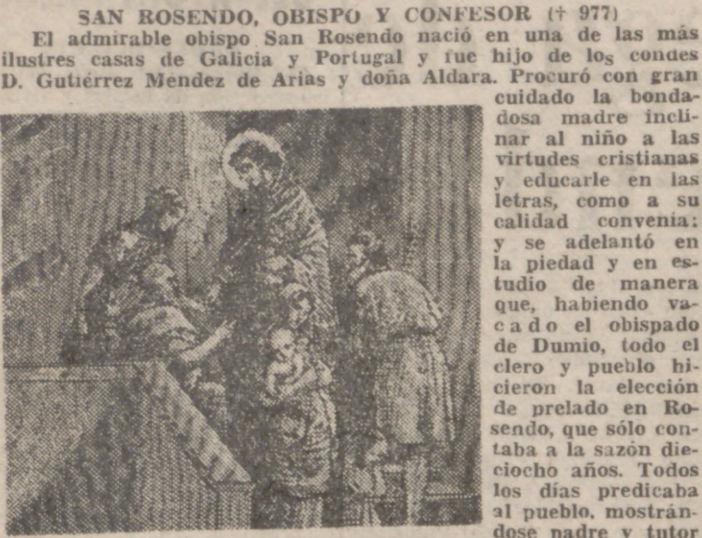 SAN ROSENDO, OBISPO Y CONFESOR († 977)
El admirable obispo San Rosendo nació en una de las más
ilustres casas de Galicia y Portugal y fue hijo de los condes
D. Gutiérrez Mendez de Arias y doña Aldara. Procuró con gran
cuidado la bonda-
dosa madre incli-
nar al niño a las
virtudes cristianas
y educarle en las
letras, como a su
calidad convenía;
y se adelantó en
la piedad y en es-
tudio de manera
que, habiendo va-
cado el obispado
de Dumio, todo el
clero y pueblo hi-
cieron la elección
de prelado en Ro-
sendo, que sólo con-
taba a la sazón die-
ciocho años. Todos
los días predicaba
al pueblo, mostrán-
dose padre y tutor